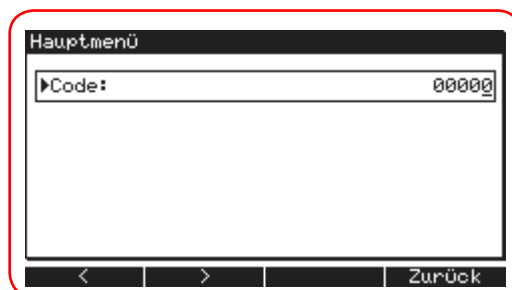 Hauptmenü
▶Code: 00000
< > Zurück